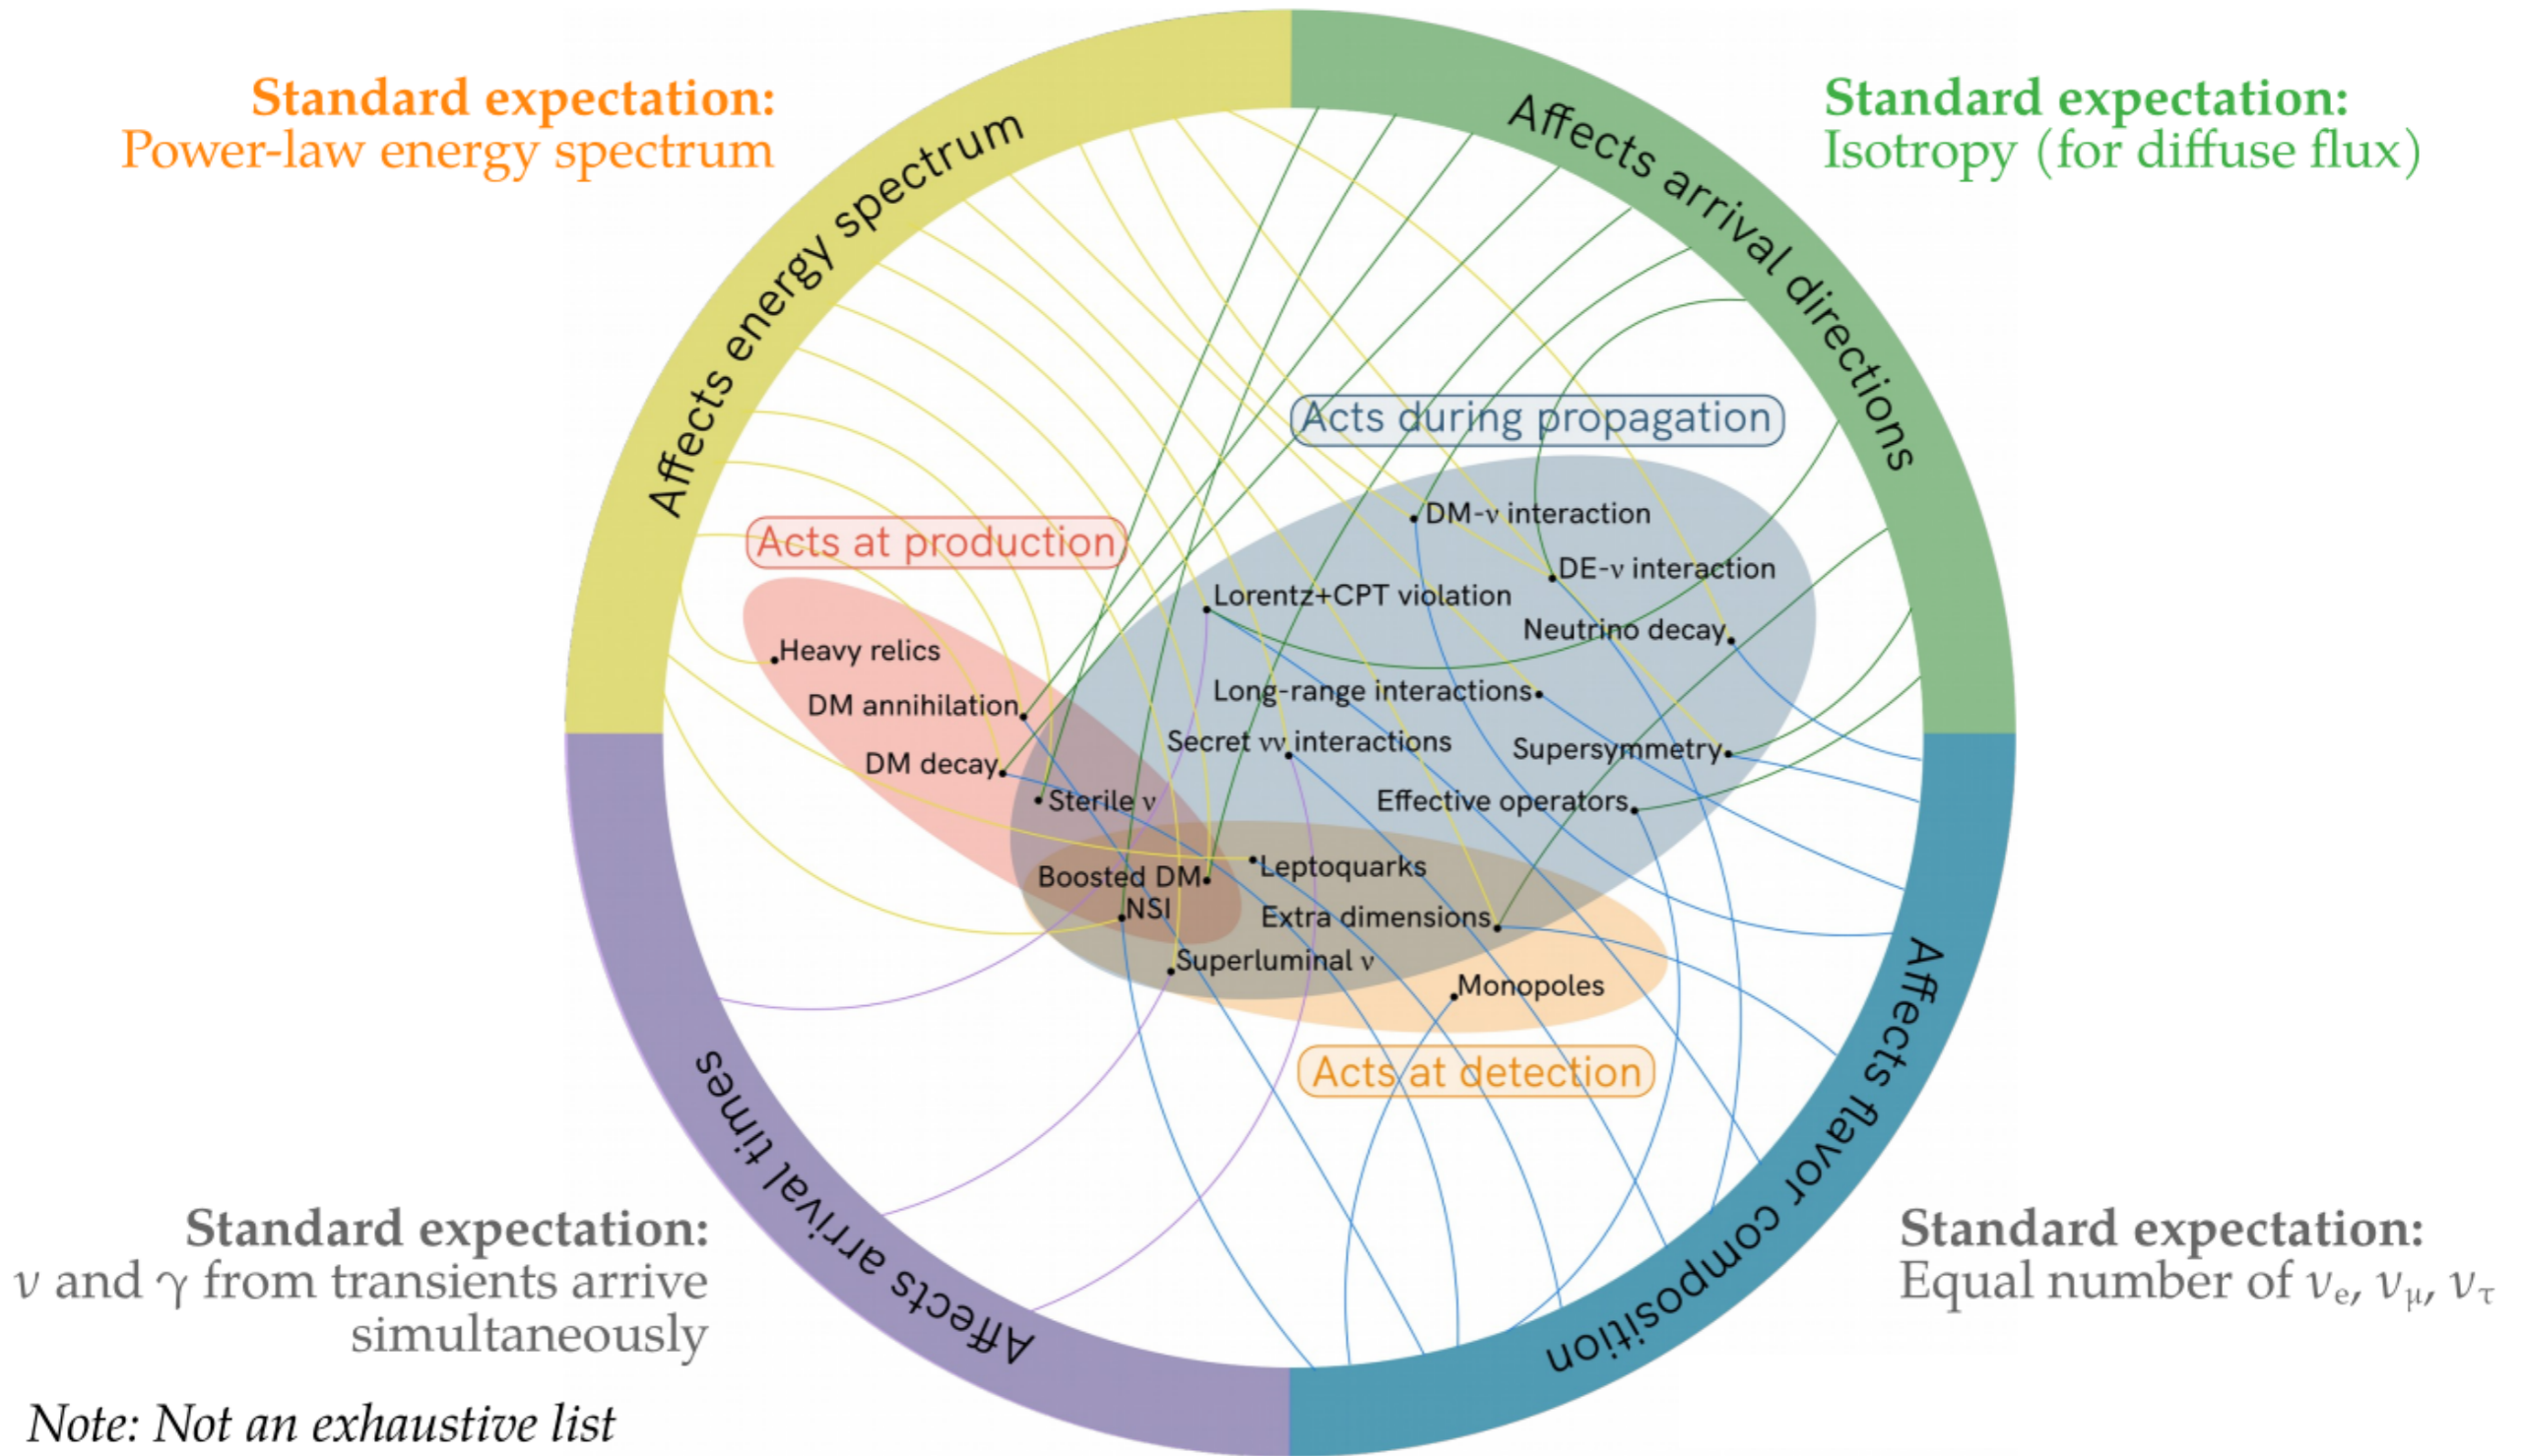 Standard expectation:
Power-law energy spectrum
Standard expectation:
Isotropy (for diffuse flux)
Affects energy spectrum
Affects arrival directions
Acts during propagation
Acts at production
DM-ν interaction
DE-ν interaction
Lorentz+CPT violation
Neutrino decay
Heavy relics
DM annihilation
Long-range interactions
Secret νν interactions
Supersymmetry
DM decay
Sterile ν
Effective operators
Leptoquarks
Boosted DM
NSI
Extra dimensions
Superluminal ν
Monopoles
Acts at detection
Affects arrival times
Affects flavor composition
Standard expectation:
ν and γ from transients arrive
simultaneously
Standard expectation:
Equal number of νe, νμ, ντ
Note: Not an exhaustive list